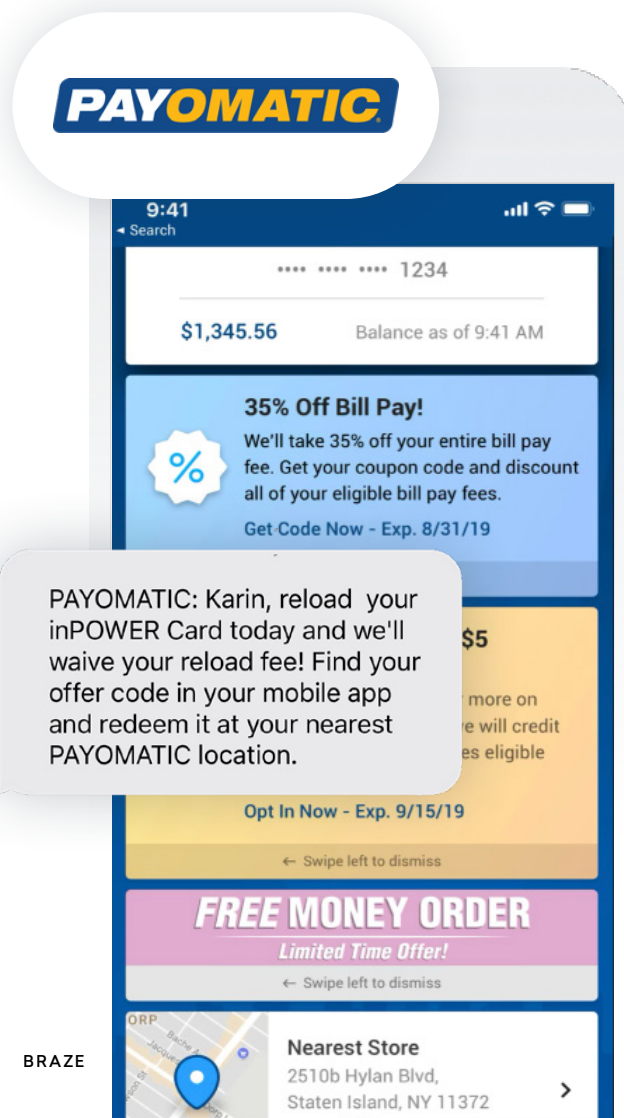 PAYOMATIC
9:41
◂ Search
•••• •••• •••• 1234
$1,345.56 Balance as of 9:41 AM
35% Off Bill Pay!
We'll take 35% off your entire bill pay
fee. Get your coupon code and discount
all of your eligible bill pay fees.
Get Code Now - Exp. 8/31/19
PAYOMATIC: Karin, reload your
inPOWER Card today and we'll
waive your reload fee! Find your
offer code in your mobile app
and redeem it at your nearest
PAYOMATIC location.
$5
more on
will credit
eligible
Opt In Now - Exp. 9/15/19
← Swipe left to dismiss
FREE MONEY ORDER
Limited Time Offer!
← Swipe left to dismiss
ORP
Nearest Store
2510b Hylan Blvd,
Staten Island, NY 11372
BRAZE